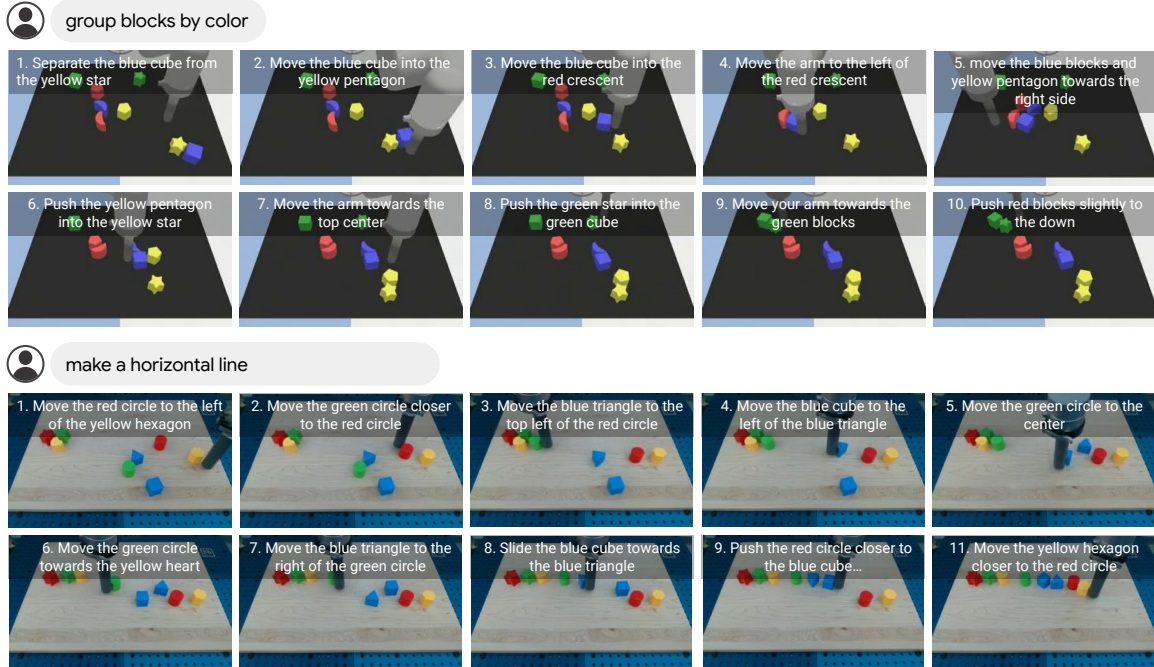 group blocks by color
1. Separate the blue cube from
the yellow star
2. Move the blue cube into the
yellow pentagon
3. Move the blue cube into the
red crescent
4. Move the arm to the left of
the red crescent
5. move the blue blocks and
yellow pentagon towards the
right side
6. Push the yellow pentagon
into the yellow star
7. Move the arm towards the
top center
8. Push the green star into the
green cube
9. Move your arm towards the
green blocks
10. Push red blocks slightly to
the down
make a horizontal line
1. Move the red circle to the left
of the yellow hexagon
2. Move the green circle closer
to the red circle
3. Move the blue triangle to the
top left of the red circle
4. Move the blue cube to the
left of the blue triangle
5. Move the green circle to the
center
6. Move the green circle
towards the yellow heart
7. Move the blue triangle to the
right of the green circle
8. Slide the blue cube towards
the blue triangle
9. Push the red circle closer to
the blue cube...
11. Move the yellow hexagon
closer to the red circle